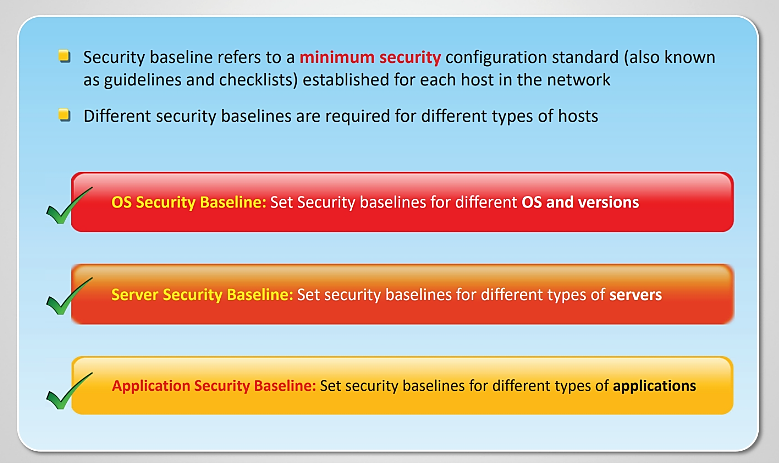 Security baseline refers to a minimum security configuration standard (also known
as guidelines and checklists) established for each host in the network
Different security baselines are required for different types of hosts
OS Security Baseline: Set Security baselines for different OS and versions
Server Security Baseline: Set security baselines for different types of servers
Application Security Baseline: Set security baselines for different types of applications